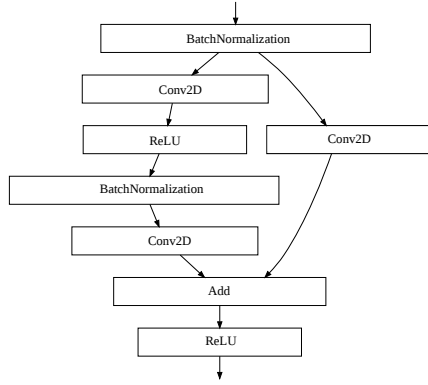 BatchNormalization
Conv2D
ReLU
Conv2D
BatchNormalization
Conv2D
Add
ReLU